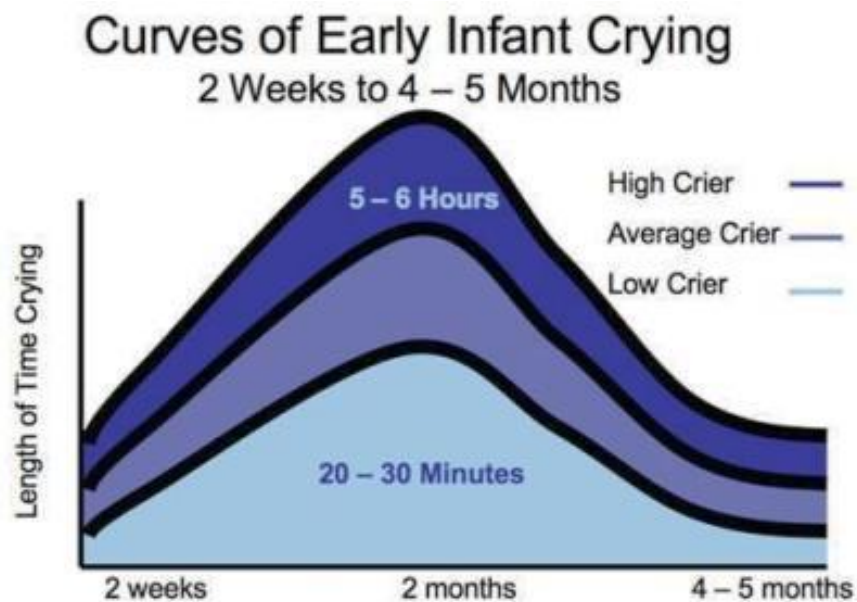 Curves of Early Infant Crying
2 Weeks to 4 – 5 Months
5 – 6 Hours
High Crier
Average Crier
Low Crier
Length of Time Crying
20 – 30 Minutes
2 weeks
2 months
4 – 5 months